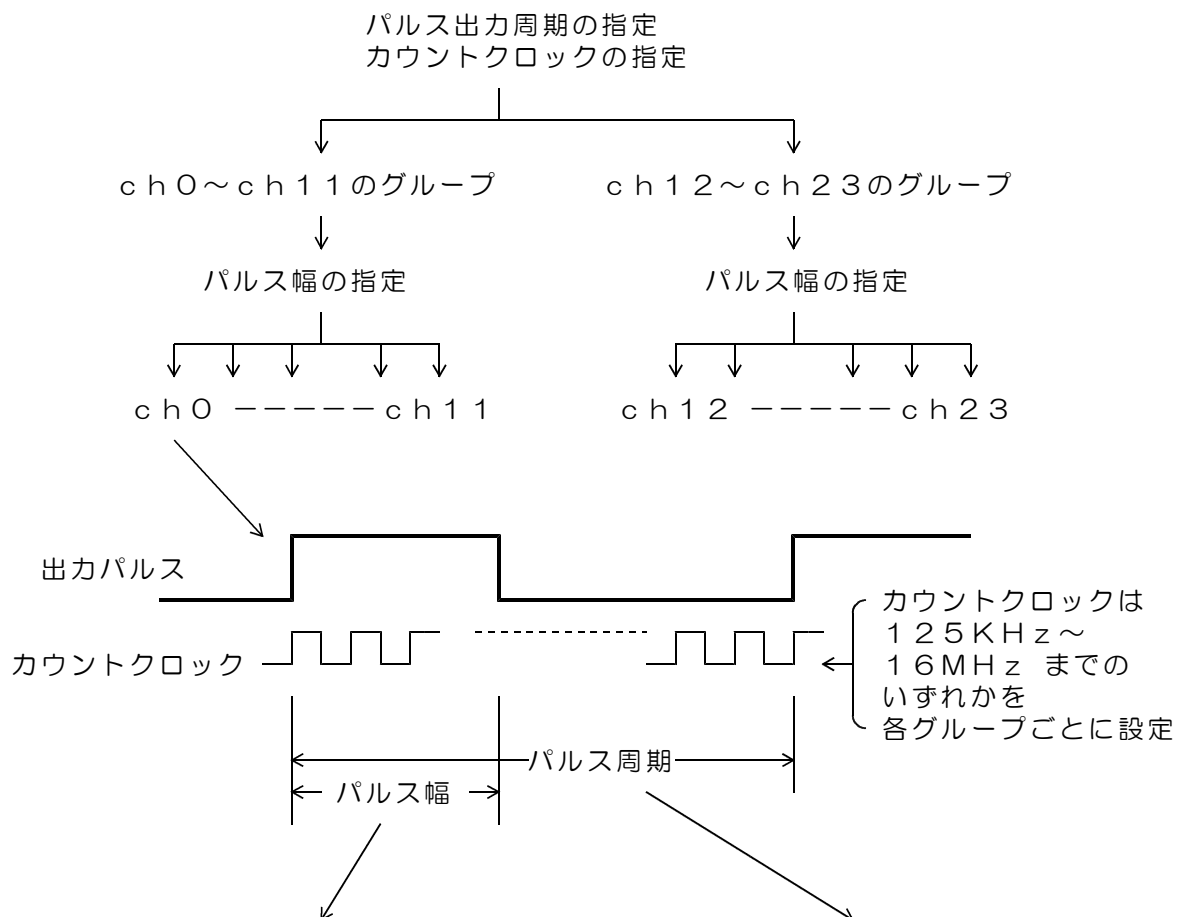 パルス出力周期の指定
カウントクロックの指定
ch0～ch11のグループ
ch12～ch23のグループ
パルス幅の指定
パルス幅の指定
ch0 −−−−−ch11
ch12 −−−−−ch23
出力パルス
カウントクロック
カウントクロックは
125KHz～
16MHz までの
いずれかを
各グループごとに設定
パルス周期
パルス幅